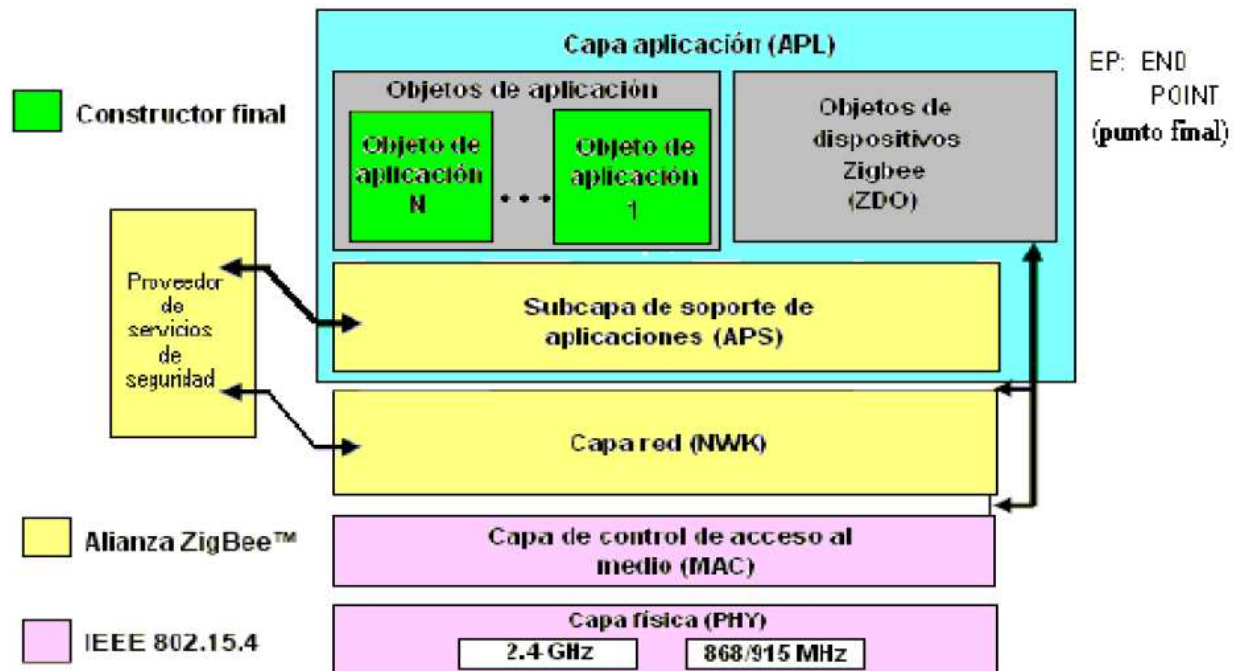 Capa aplicación (APL)
EP: END
POINT
(punto final)
Constructor final
Objetos de aplicación
Objeto de
aplicación
N
...
Objeto de
aplicación
1
Objetos de
dispositivos
Zigbee
(ZDO)
Proveedor
de
servicios
de
seguridad
Subcapa de soporte de
aplicaciones (APS)
Capa red (NWK)
Alianza ZigBee™
Capa de control de acceso al
medio (MAC)
IEEE 802.15.4
Capa física (PHY)
2.4 GHz
868/915 MHz